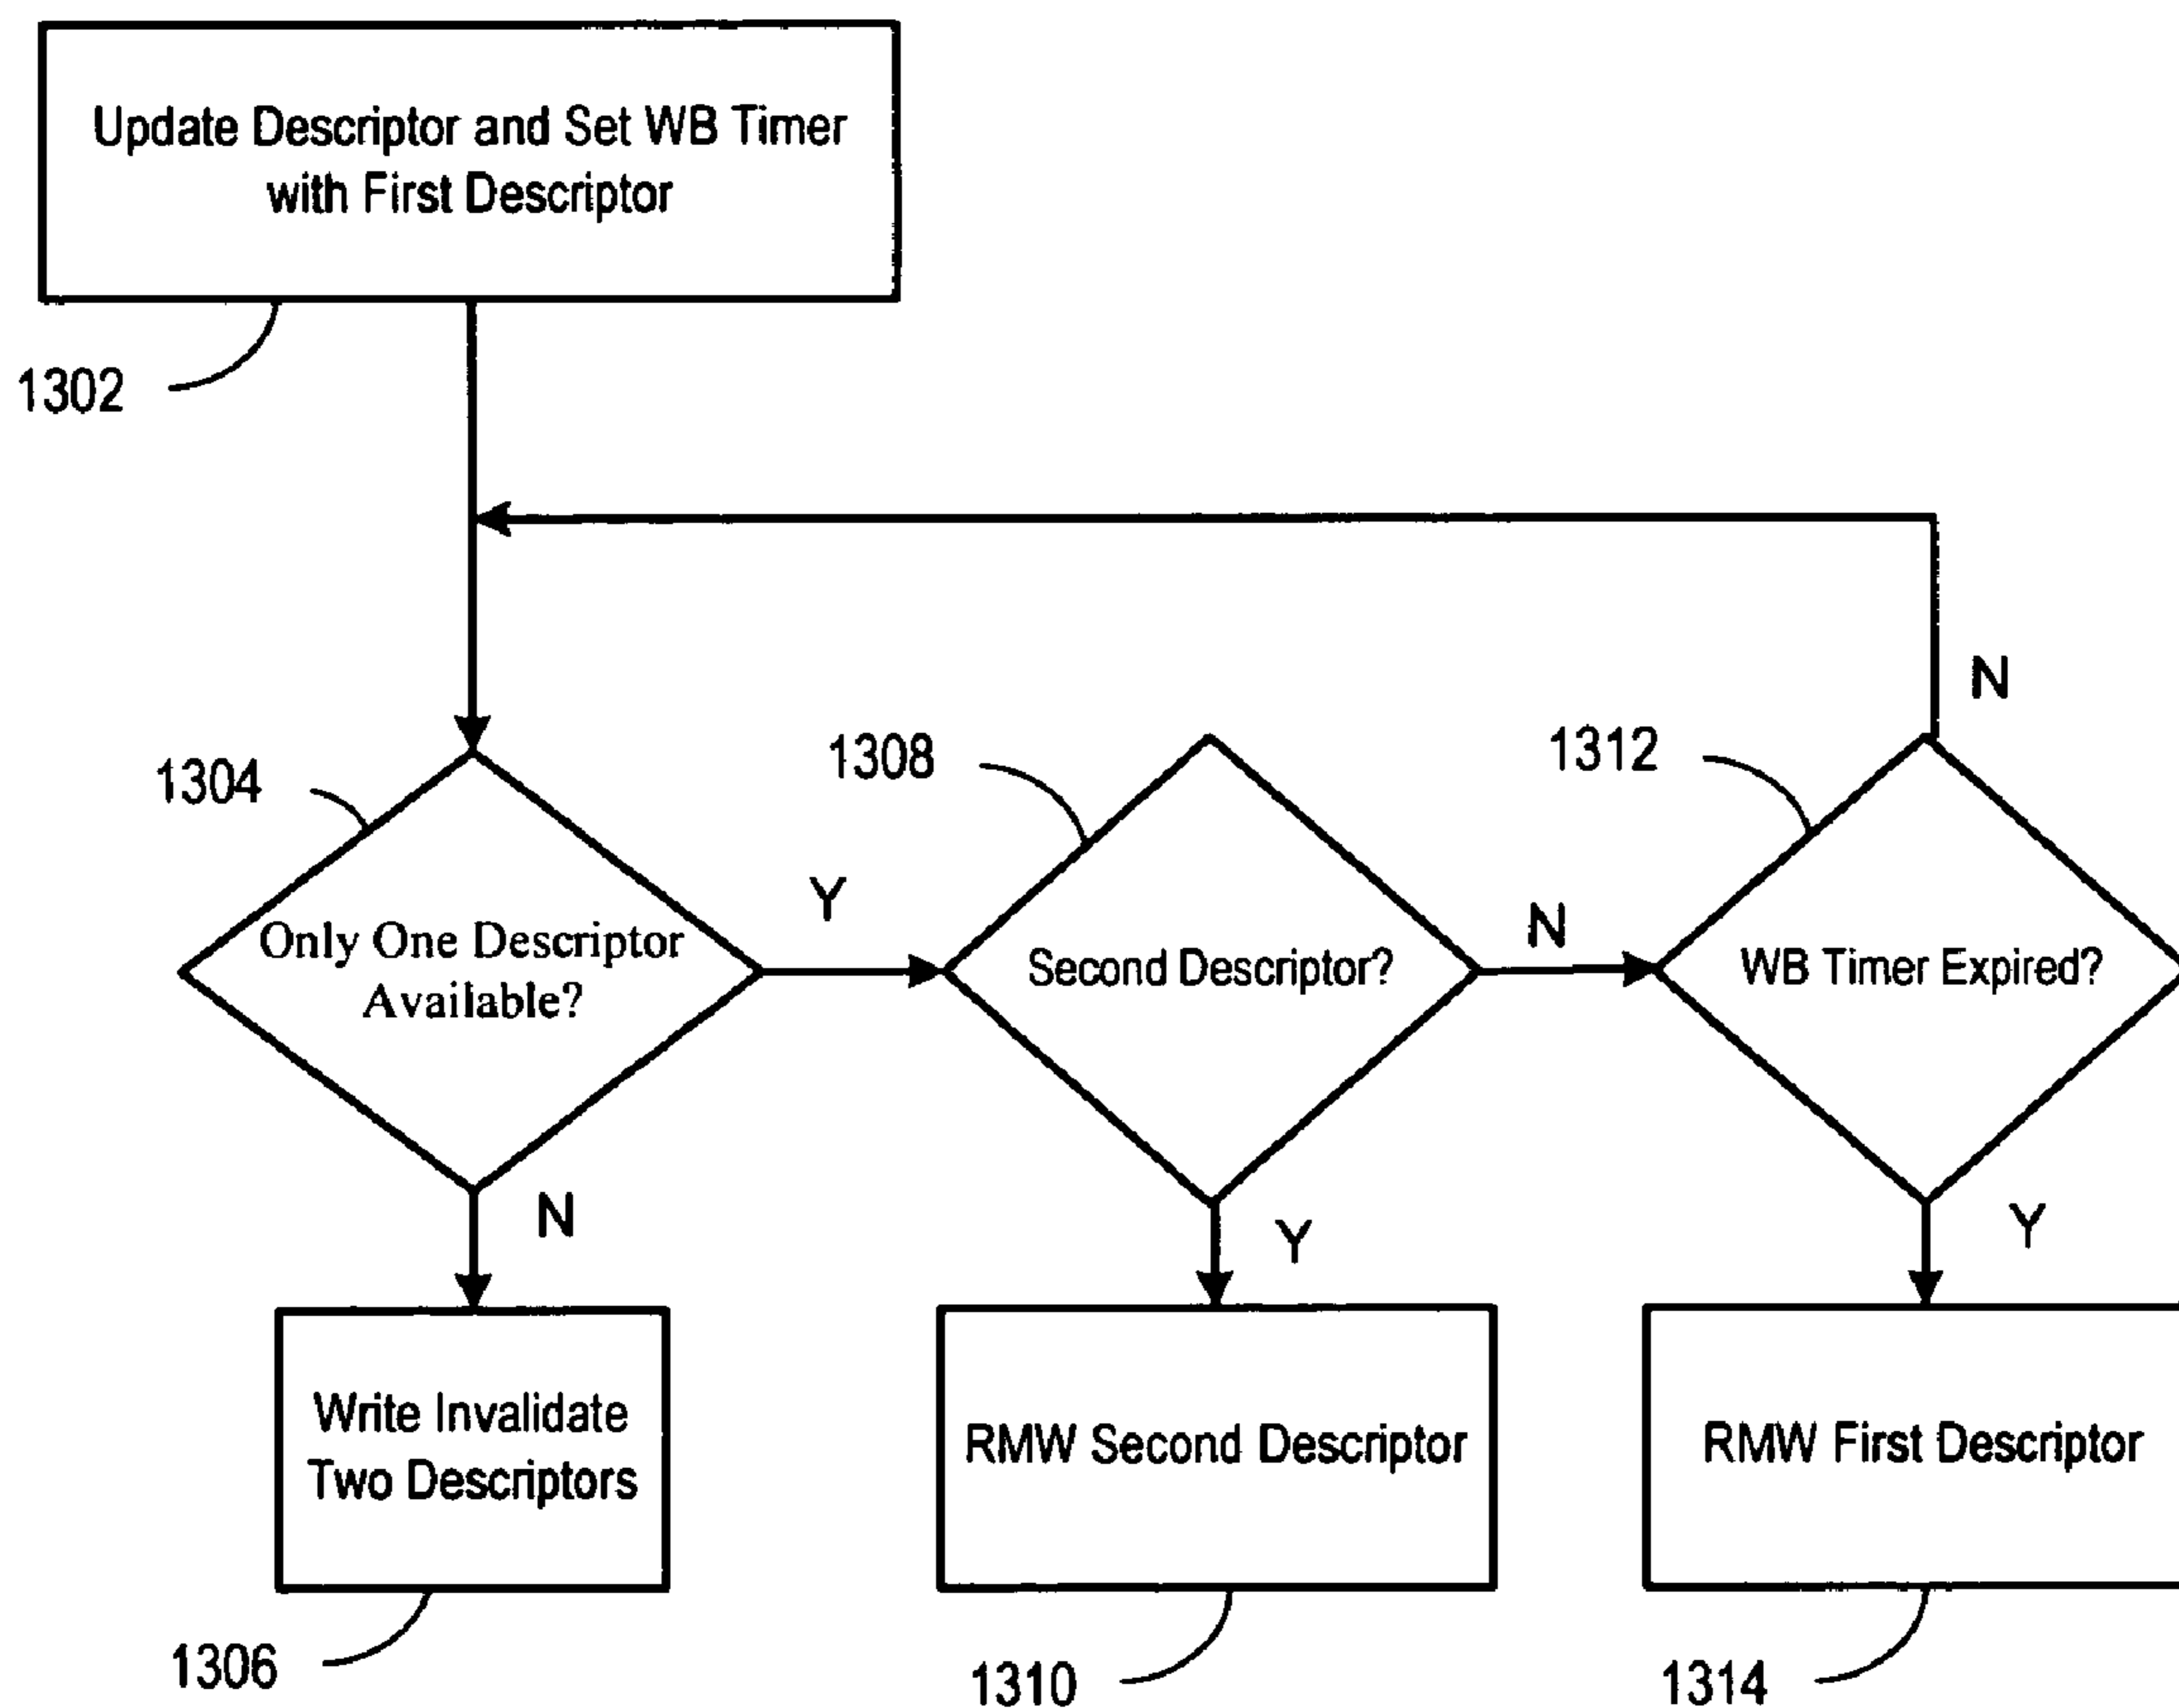 Update Descriptor and Set WB Timer
with First Descriptor
1302
N
1304
1308
1312
Y
N
Only One Descriptor
Available?
Second Descriptor?
WB Timer Expired?
N
Y
Y
Write Invalidate
Two Descriptors
RMW Second Descriptor
RMW First Descriptor
1306
1310
1314